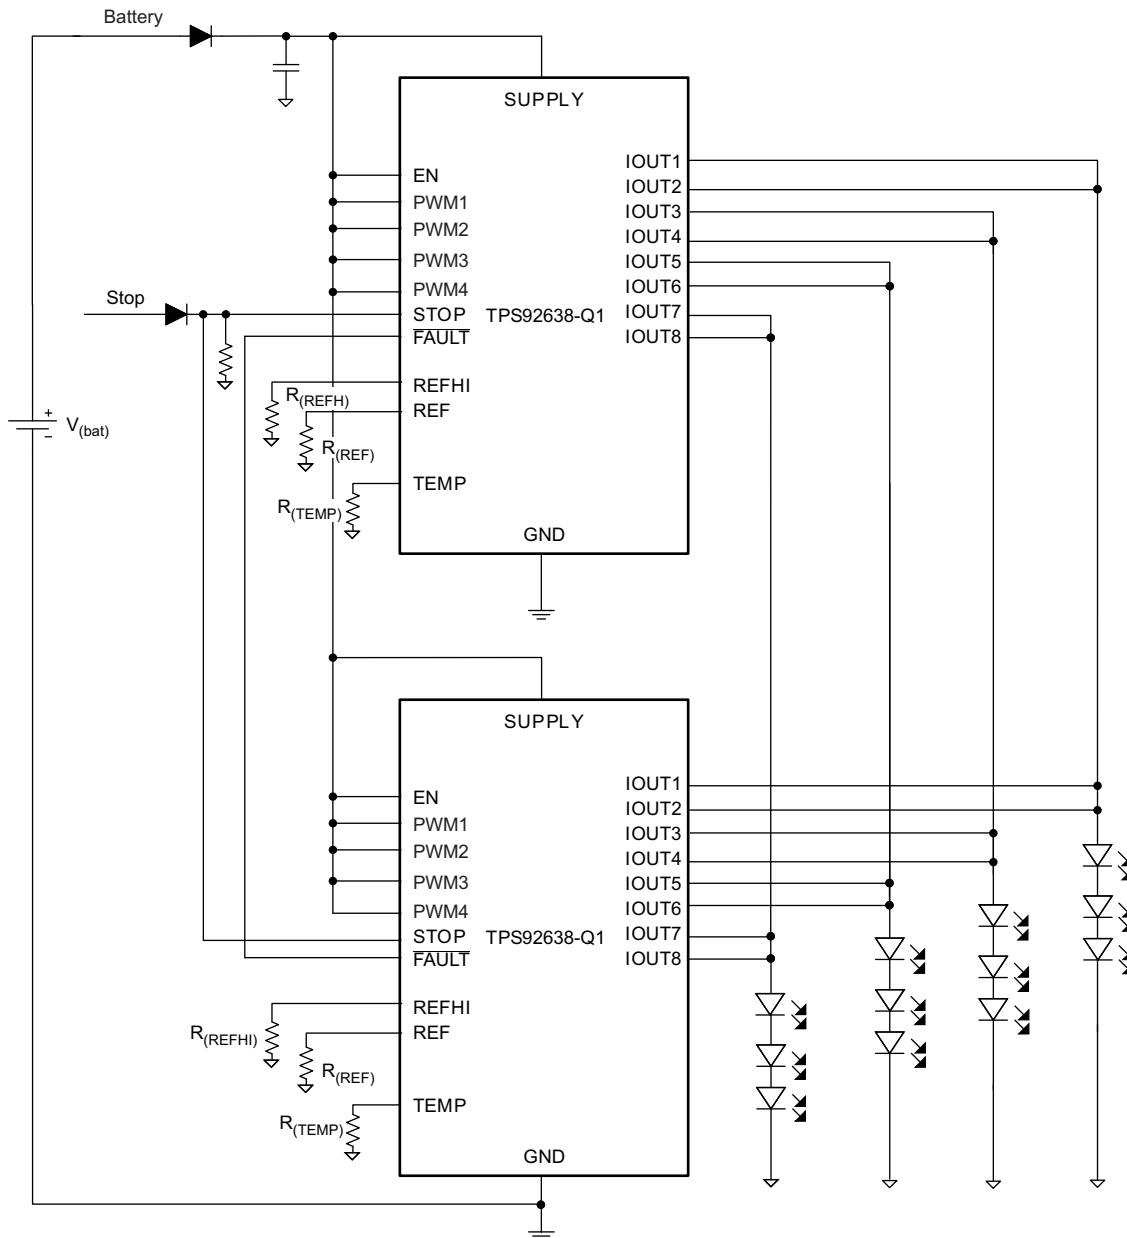 Battery
SUPPLY
EN
PWM1
PWM2
PWM3
PWM4
STOP
FAULT
REFHI
REF
TEMP
GND
TPS92638-Q1
IOUT1
IOUT2
IOUT3
IOUT4
IOUT5
IOUT6
IOUT7
IOUT8
Stop
R(REFH)
R(REF)
R(TEMP)
+
V(bat)
–
SUPPLY
EN
PWM1
PWM2
PWM3
PWM4
STOP
FAULT
REFHI
REF
TEMP
GND
TPS92638-Q1
IOUT1
IOUT2
IOUT3
IOUT4
IOUT5
IOUT6
IOUT7
IOUT8
R(REFHI)
R(REF)
R(TEMP)